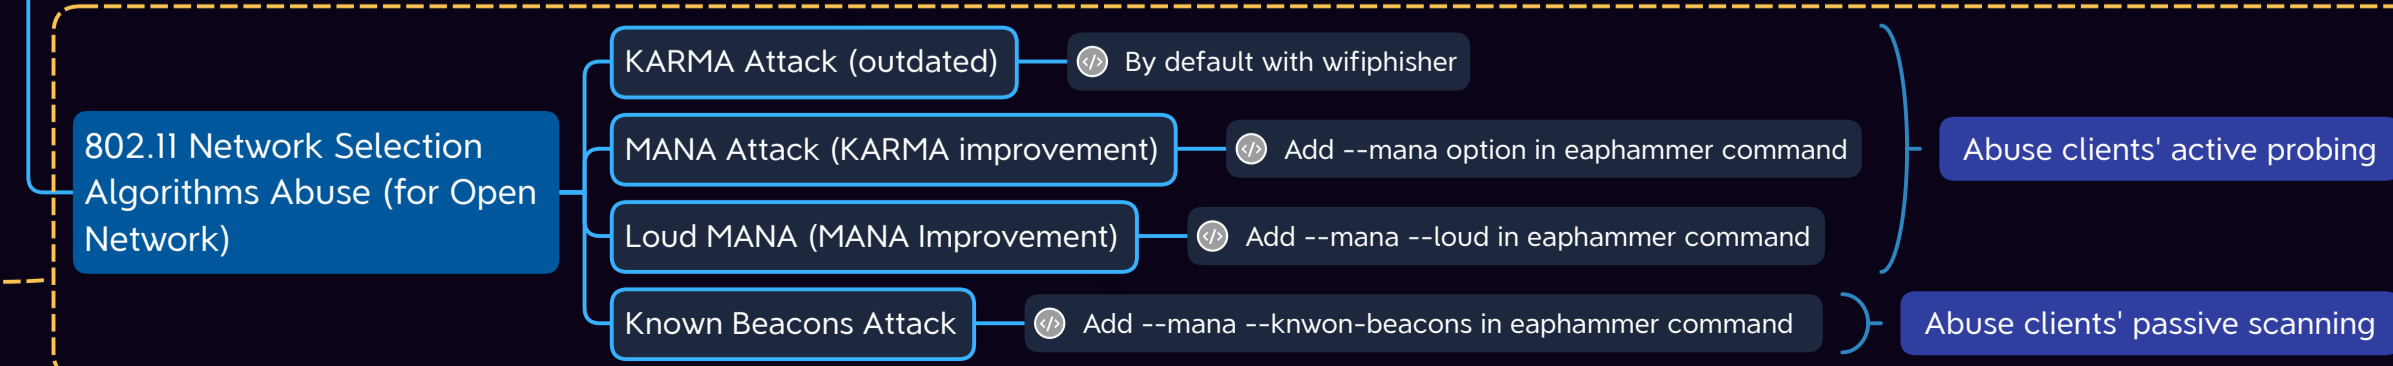 802.11 Network Selection
Algorithms Abuse (for Open
Network)
KARMA Attack (outdated)
By default with wifiphisher
MANA Attack (KARMA improvement)
Add --mana option in eaphammer command
Loud MANA (MANA Improvement)
Add --mana --loud in eaphammer command
Abuse clients' active probing
Known Beacons Attack
Add --mana --knwon-beacons in eaphammer command
Abuse clients' passive scanning